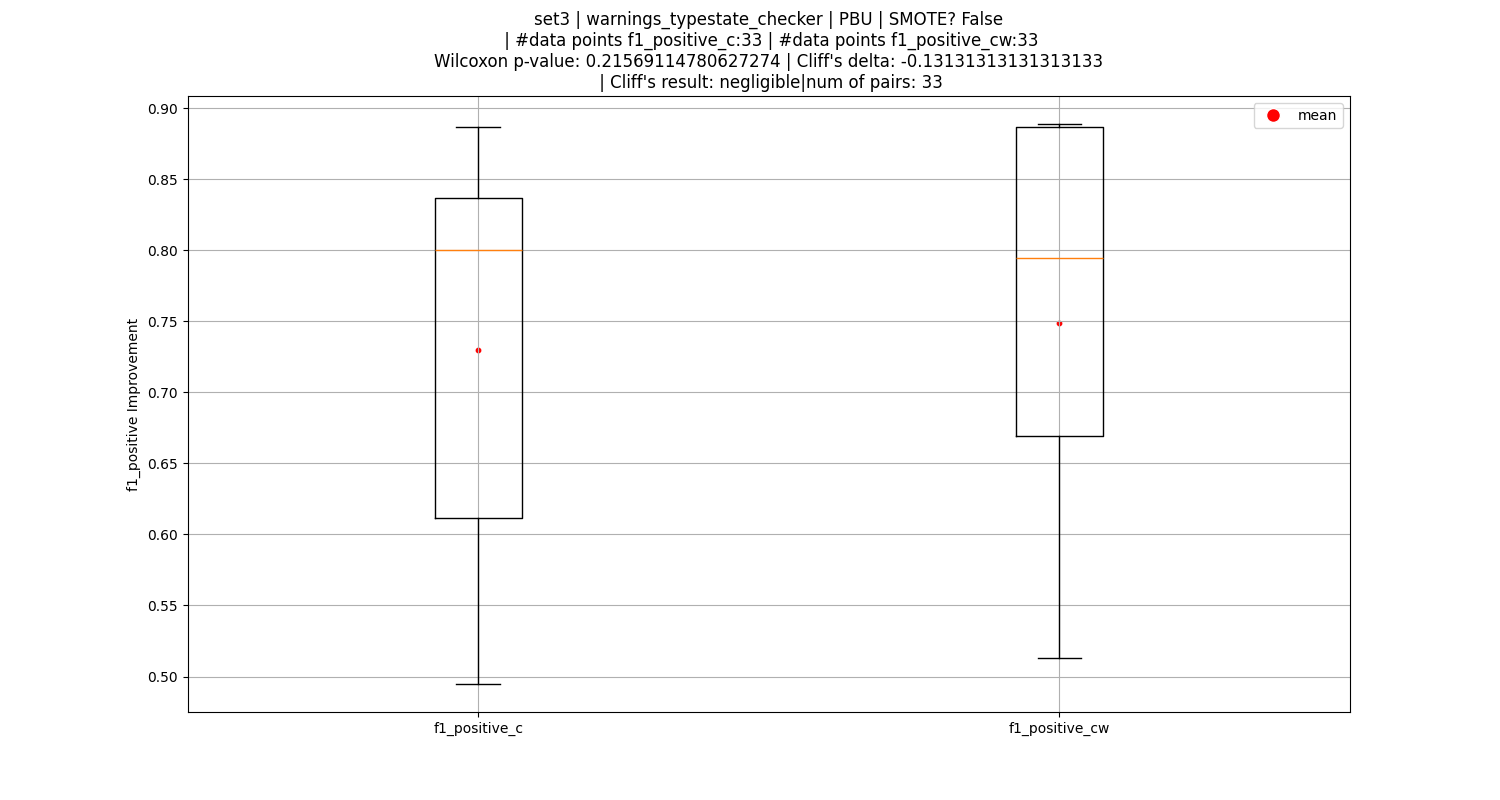 set3 | warnings_typestate_checker | PBU | SMOTE? False
| #data points f1_positive_c:33 | #data points f1_positive_cw:33
Wilcoxon p-value: 0.21569114780627274 | Cliff's delta: -0.13131313131313133
| Cliff's result: negligible|num of pairs: 33
mean
0.90
0.85
0.80
0.75
0.70
0.65
0.60
0.55
0.50
f1_positive Improvement
f1_positive_c
f1_positive_cw